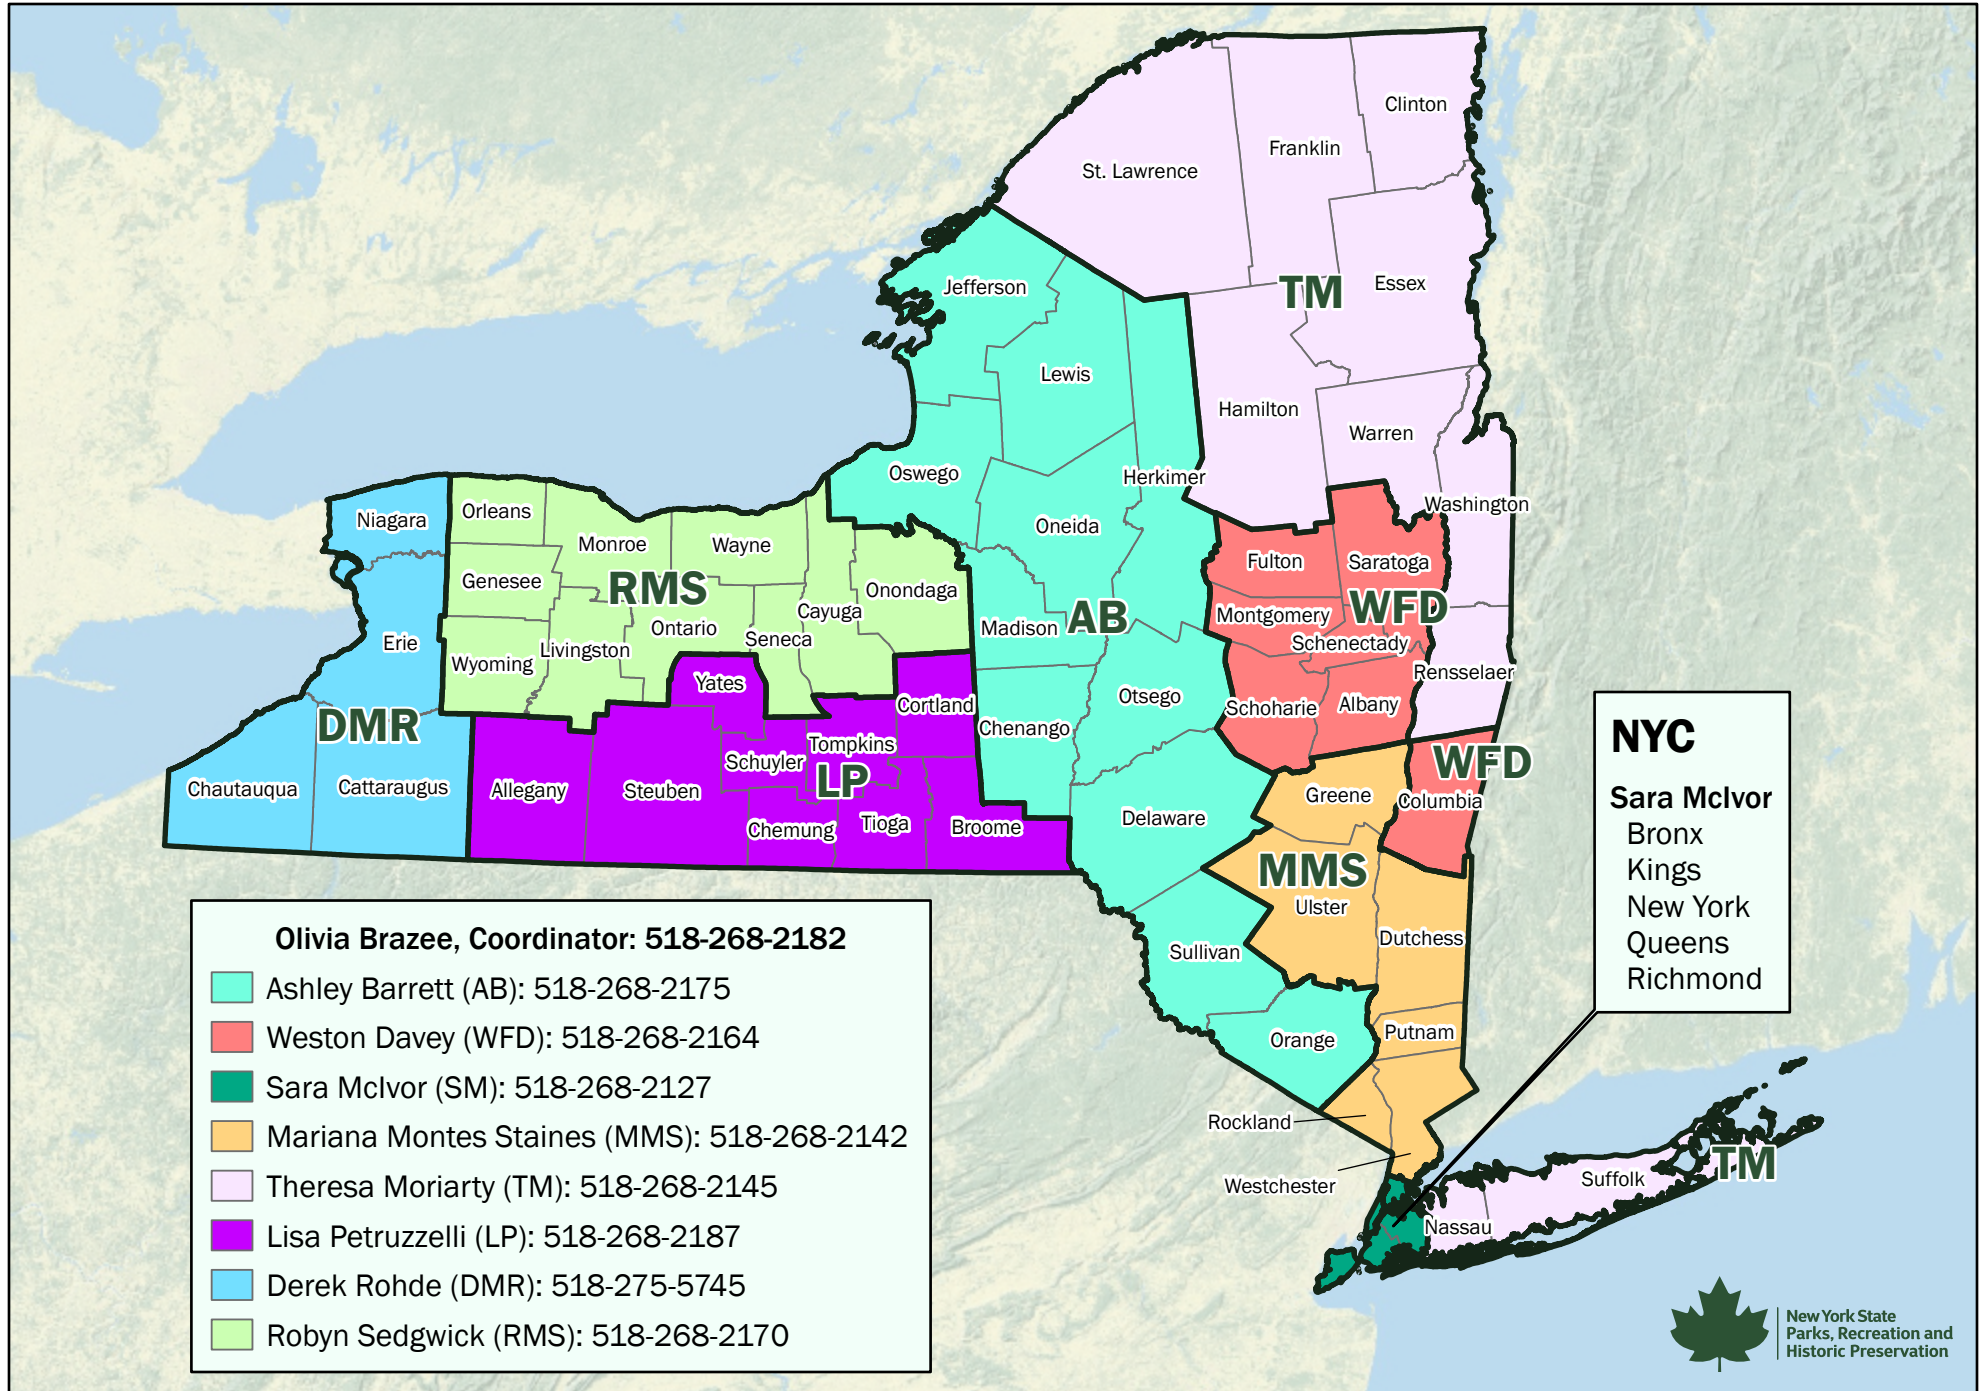 Clinton
Franklin
St. Lawrence
Essex
TM
Jefferson
Lewis
Hamilton
Warren
Herkimer
Oswego
Washington
Oneida
Niagara
Orleans
Monroe
Wayne
Fulton
Saratoga
Genesee
RMS
Onondaga
Cayuga
WFD
Montgomery
AB
Ontario
Madison
Seneca
Schenectady
Erie
Livingston
Wyoming
Rensselaer
Yates
Otsego
Cortland
Albany
Schoharie
DMR
Chenango
Tompkins
Schuyler
WFD
LP
Chautauqua
Cattaraugus
Allegany
Steuben
Greene
Columbia
Delaware
Tioga
Broome
Chemung
MMS
Ulster
Dutchess
Sullivan
Putnam
Orange
Rockland
Westchester
TM
Suffolk
Nassau
NYC
Sara McIvor
Bronx
Kings
New York
Queens
Richmond
Olivia Brazee, Coordinator: 518-268-2182
Ashley Barrett (AB): 518-268-2175
Weston Davey (WFD): 518-268-2164
Sara McIvor (SM): 518-268-2127
Mariana Montes Staines (MMS): 518-268-2142
Theresa Moriarty (TM): 518-268-2145
Lisa Petruzzelli (LP): 518-268-2187
Derek Rohde (DMR): 518-275-5745
Robyn Sedgwick (RMS): 518-268-2170
New York State
Parks, Recreation and
Historic Preservation